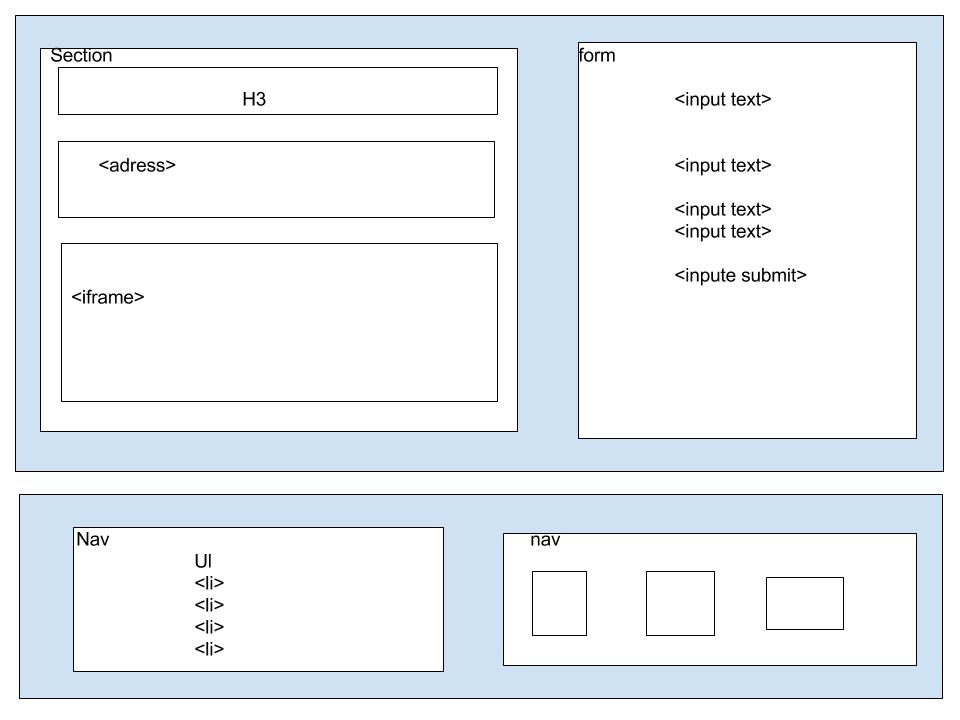 Section
H3
<adress>
<iframe>
form
<input text>
<input text>
<input text>
<input text>
<inpute submit>
Nav
Ul
<li>
<li>
<li>
<li>
nav